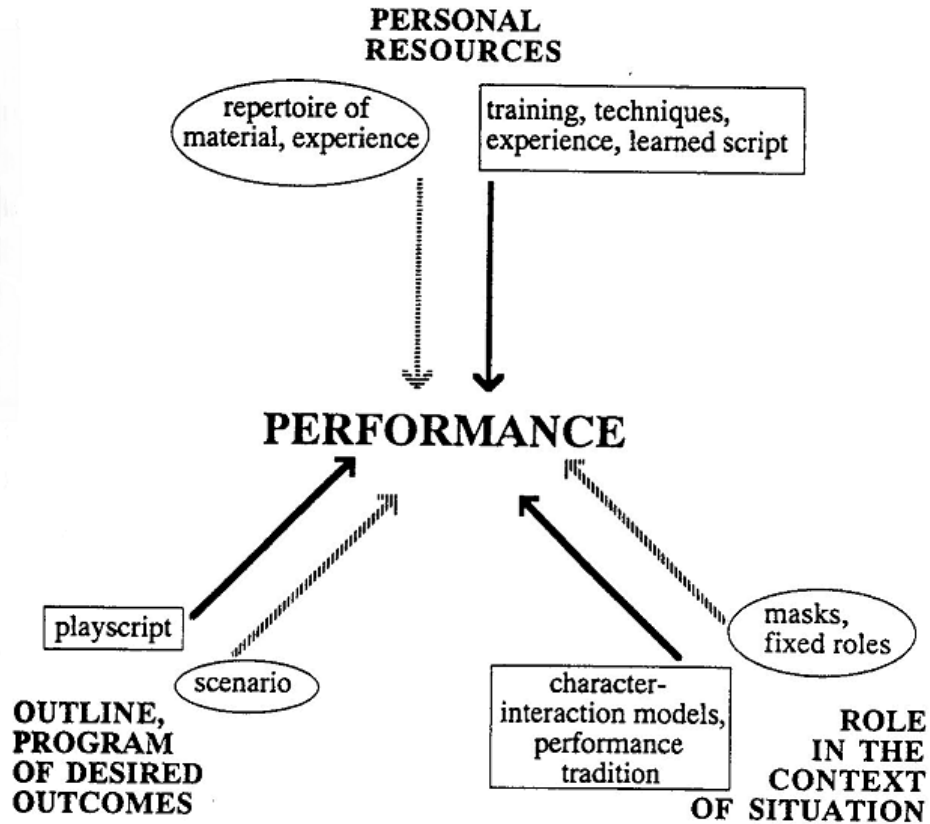 PERSONAL
RESOURCES
repertoire of
material, experience
training, techniques,
experience, learned script
PERFORMANCE
playscript
scenario
OUTLINE,
PROGRAM
OF DESIRED
OUTCOMES
masks,
fixed roles
character-
interaction models,
performance
tradition
ROLE
IN THE
CONTEXT
OF SITUATION